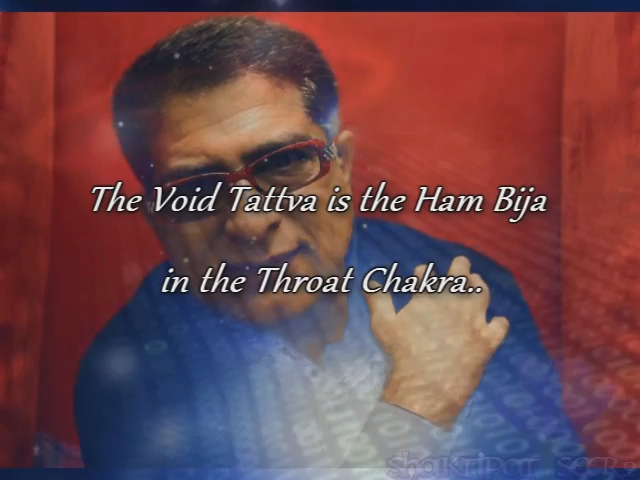 The Void Tattva is the Ham Bija
in the Throat Chakra..